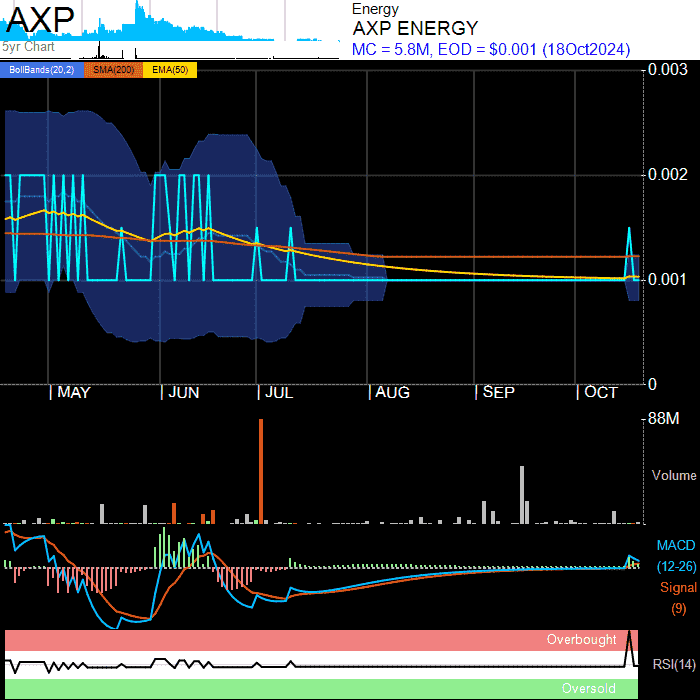 AXP
5yr Chart
Energy
AXP ENERGY
MC = 5.8M, EOD = $0.001 (18Oct2024)
BollBands(20,2) SMA(200) EMA(50)
0.003
0.002
0.001
0
MAY JUN JUL AUG SEP OCT
88M
Volume
MACD
(12-26)
Signal
(9)
Overbought
RSI(14)
Oversold